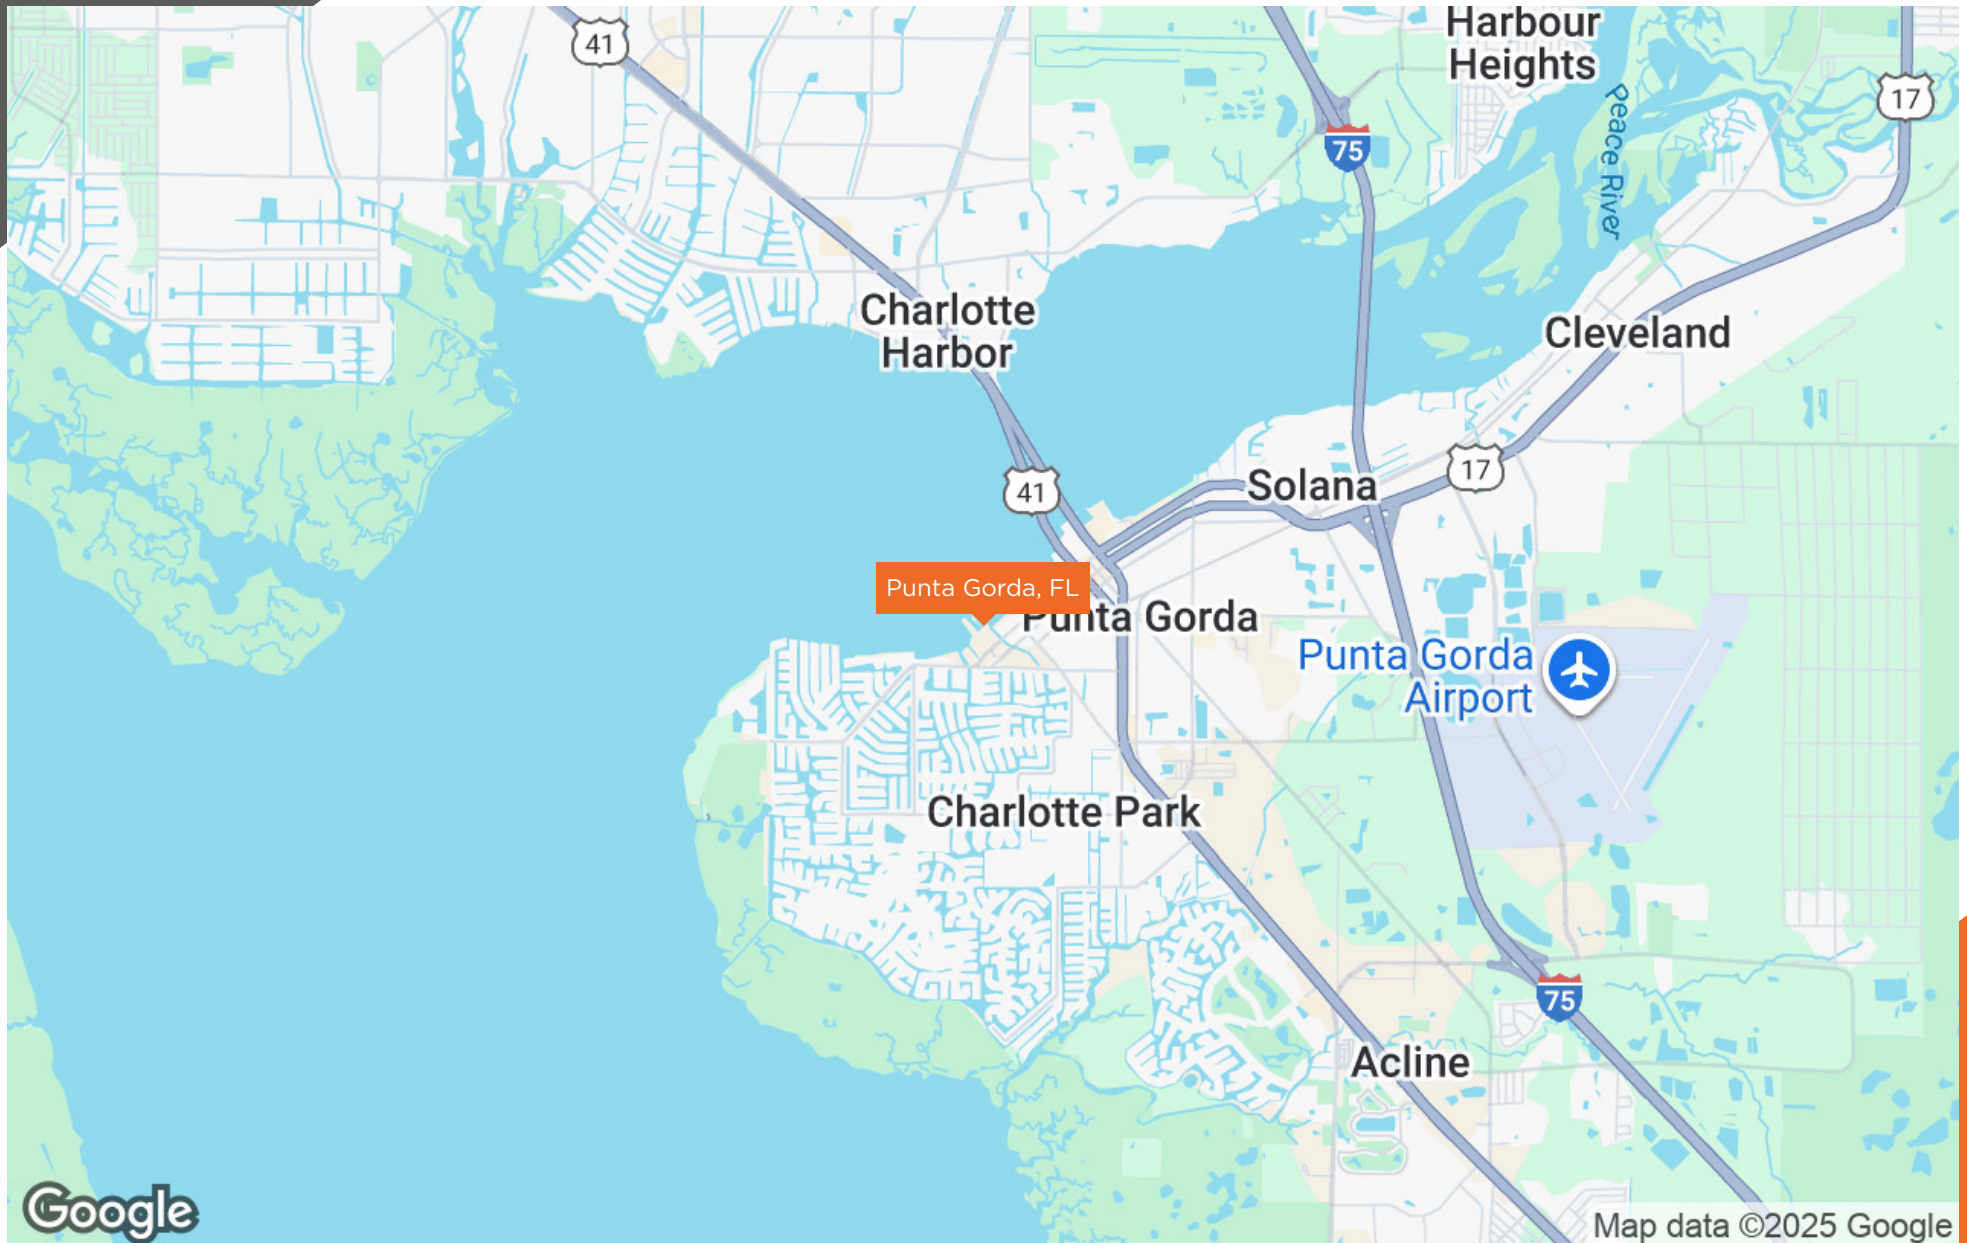 Harbour
Heights
41
17
Peace River
75
Charlotte
Harbor
Cleveland
17
Solana
41
Punta Gorda, FL
Punta Gorda
Punta Gorda
Airport
Charlotte Park
75
Acline
Google
Map data ©2025 Google